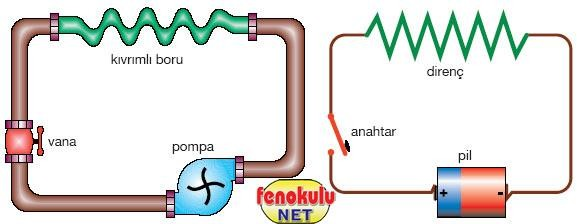 kıvrımlı boru
vana
pompa
direnç
anahtar
pil
+ -
fenokulu
NET